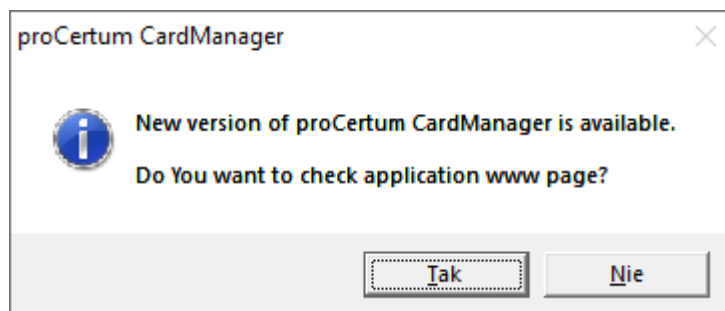 proCertum CardManager
New version of proCertum CardManager is available.
Do You want to check application www page?
Tak
Nie